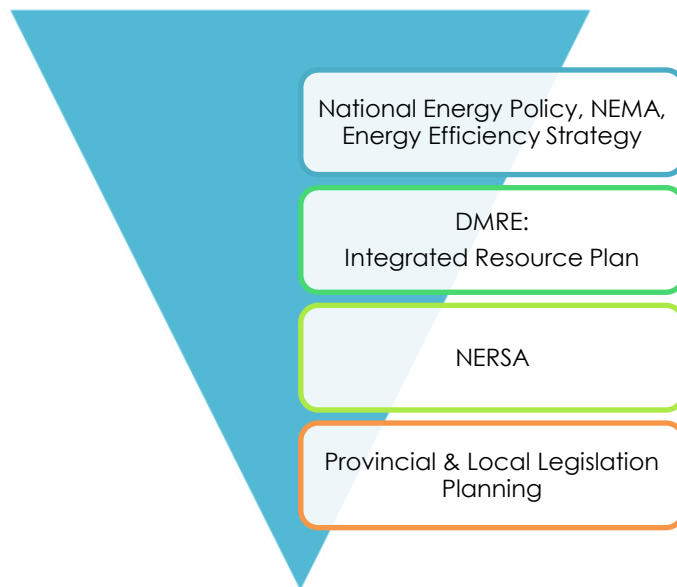 National Energy Policy, NEMA,
Energy Efficiency Strategy
DMRE:
Integrated Resource Plan
NERSA
Provincial & Local Legislation
Planning